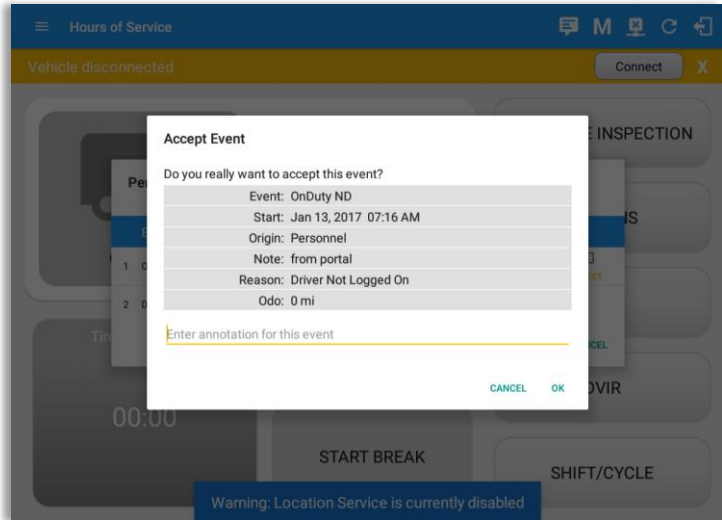 Hours of Service
M
Vehicle disconnected
Connect
X
INSPECTION
Accept Event
Do you really want to accept this event?
Event: OnDuty ND
Start: Jan 13, 2017 07:16 AM
Origin: Personnel
Note: from portal
Reason: Driver Not Logged On
Odo: 0 mi
Enter annotation for this event
CANCEL OK
1
2
00:00
START BREAK
SHIFT/CYCLE
Warning: Location Service is currently disabled